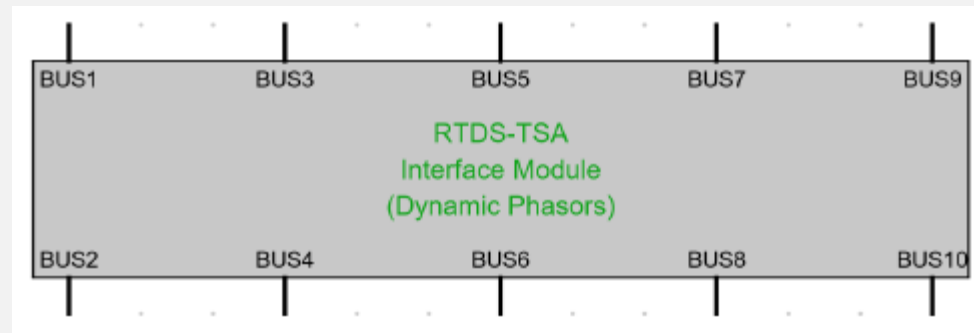 BUS1 BUS3 BUS5 BUS7 BUS9
RTDS-TSA
Interface Module
(Dynamic Phasors)
BUS2 BUS4 BUS6 BUS8 BUS10